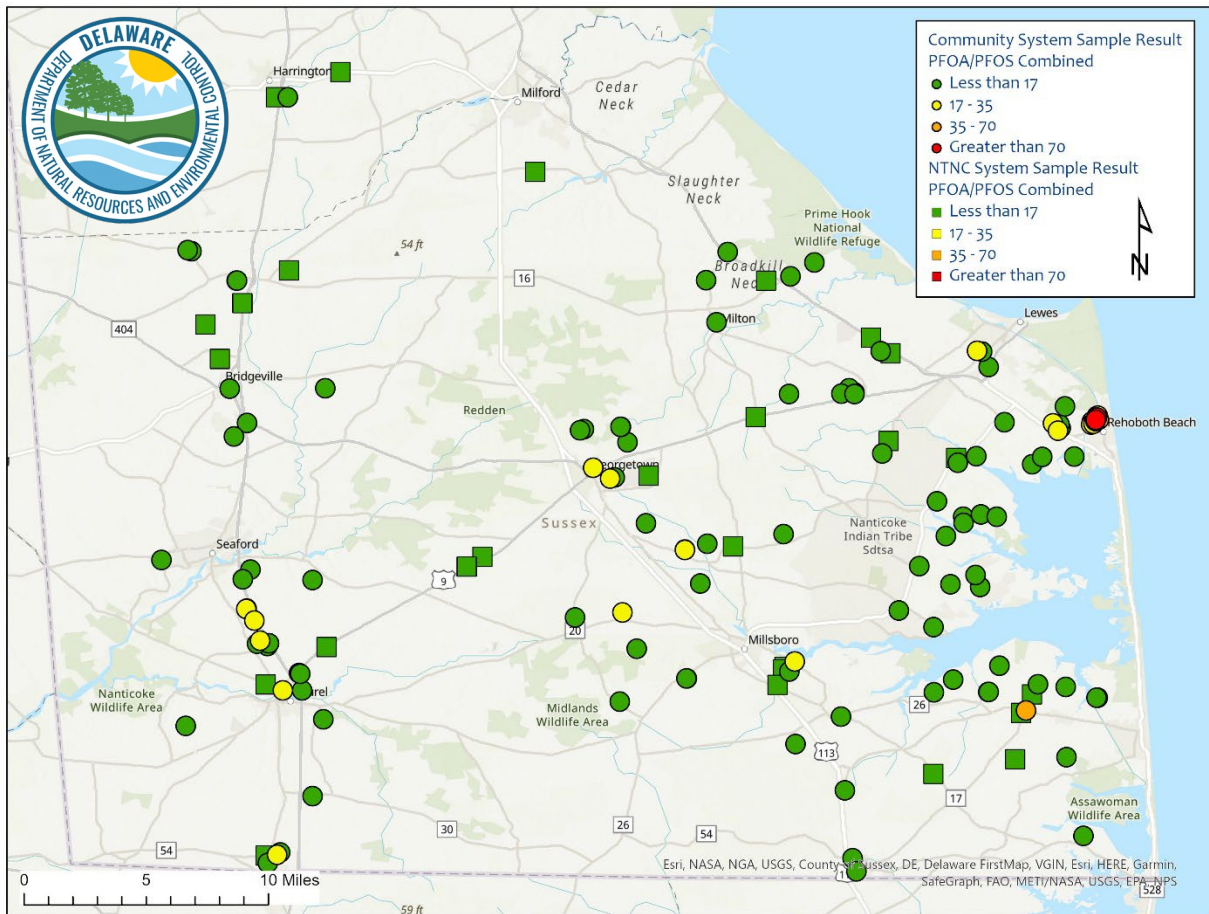 DELAWARE
DEPARTMENT OF NATURAL RESOURCES AND ENVIRONMENTAL CONTROL
Community System Sample Result
PFOA/PFOS Combined
Less than 17
17 - 35
35 - 70
Greater than 70
NTNC System Sample Result
PFOA/PFOS Combined
Less than 17
17 - 35
35 - 70
Greater than 70
N
Harrington
Milford
Cedar
Neck
Slaughter
Neck
Prime Hook
National
Wildlife Refuge
54 ft
16
Broadkill
Milton
Lewes
404
Bridgeville
Redden
Rehoboth Beach
Sussex
Nanticoke
Indian Tribe
Sdtsa
Seaford
9
20
Millsboro
Nanticoke
Wildlife Area
Midlands
Wildlife Area
26
113
17
Assawoman
Wildlife Area
54
30
26
54
Esri, NASA, NGA, USGS, County of Sussex, DE, Delaware FirstMap, VGIN, Esri, HERE, Garmin,
SafeGraph, FAO, METI/NASA, USGS, EPA, NPS
528
0 5 10 Miles
59 ft